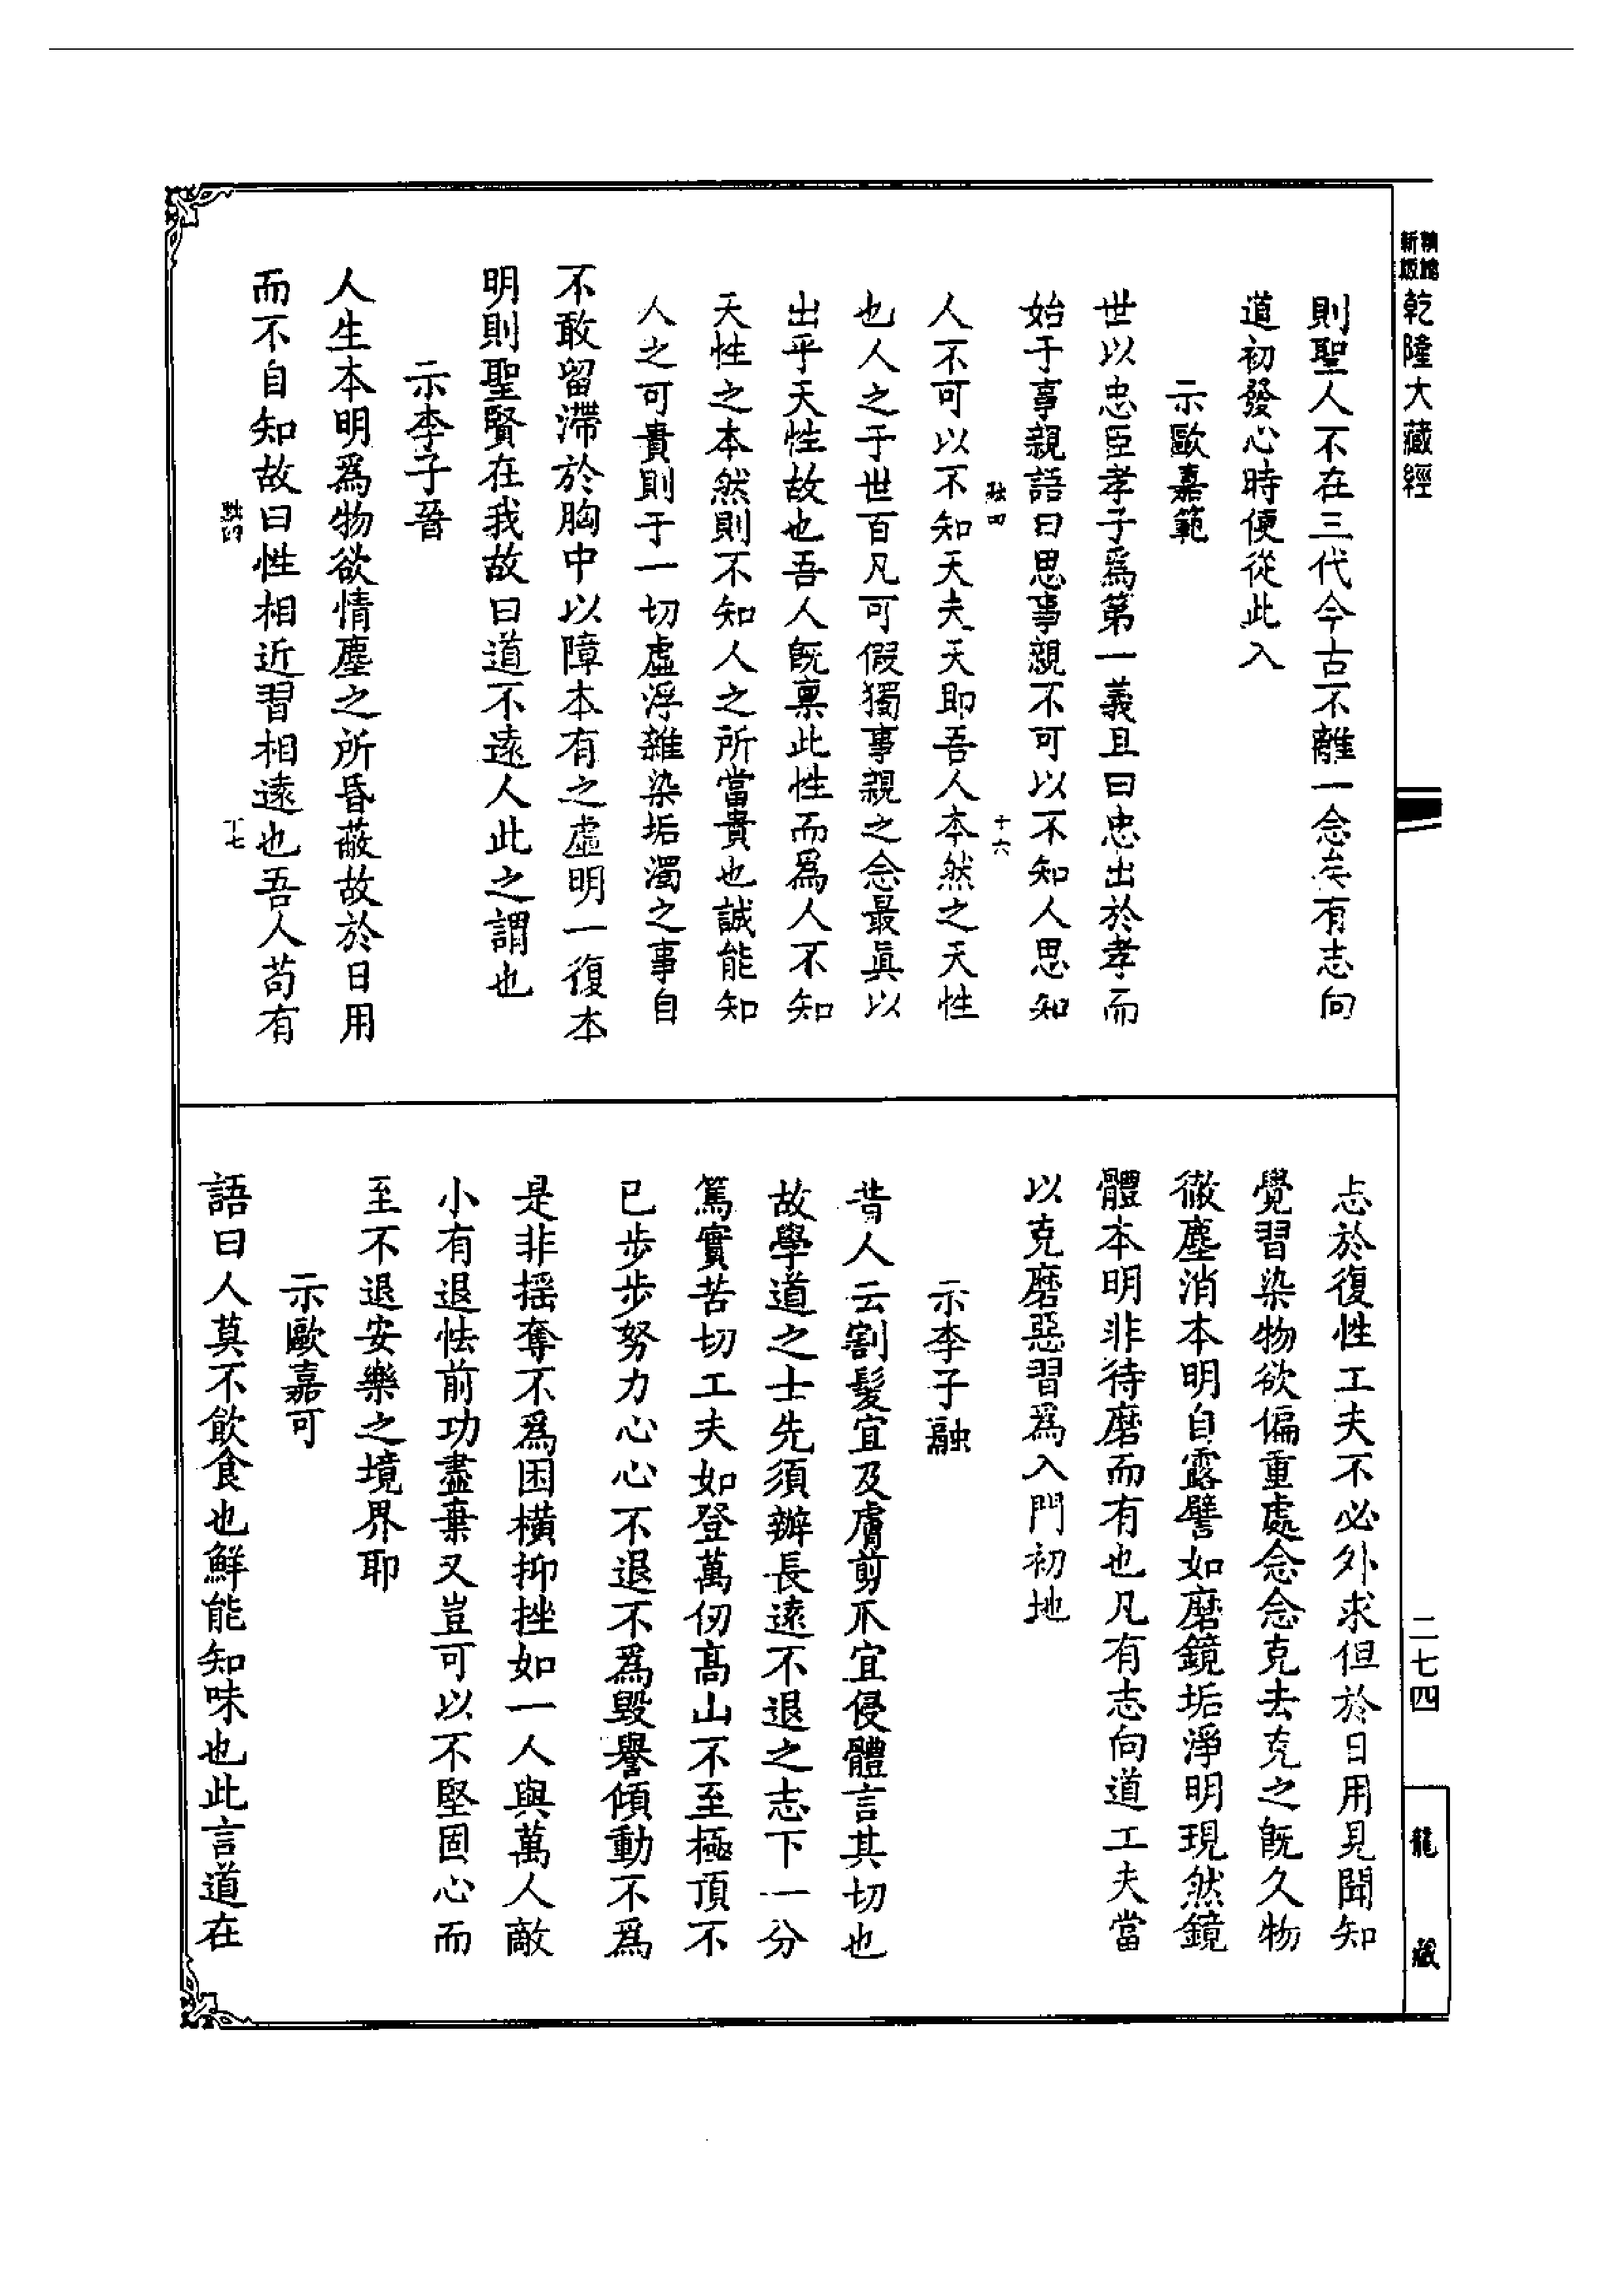 乾隆大藏經
則聖人不在三代今古不離一念矣有志向
道初發心時便從此入
示歐嘉範
世以忠臣孝子爲第一義且曰忠出於孝而
始于事親語曰思事親不可以不知人思知
十六
人不可以不知天夫天即吾人本然之天性
也人之于世百凡可假獨事親之念最眞以
出乎天性故也吾人旣稟此性而爲人不知
天性之本然則不知人之所當貴也誠能知
人之可貴則于一切虛浮雜染垢濁之事自
不敢留滯於胸中以障本有之虛明一復本
明則聖賢在我故曰道不遠人此之謂也
示李子晉
人生本明爲物欲情塵之所昏蔽故於日用
而不自知故曰性相近習相遠也吾人苟有
十七
志於復性工夫不必外求但於日用見聞知
覺習染物欲偏重處念念克去克之旣久物
徹塵消本明自露譬如磨鏡垢淨明現然鏡
體本明非待磨而有也凡有志向道工夫當
以克磨惡習爲入門初地
示李子融
昔人云割髮宜及膚剪爪宜侵體言其切也
故學道之士先須辦長遠不退之志下一分
篤實苦切工夫如登萬仞高山不至極頂不
已步步努力心心不退不爲毀譽傾動不爲
是非搖奪不爲困橫抑挫如一人與萬人敵
小有退怯前功盡棄又豈可以不堅固心而
至不退安樂之境界耶
示歐嘉可
語曰人莫不飲食也鮮能知味也此言道在
二七四
龍藏